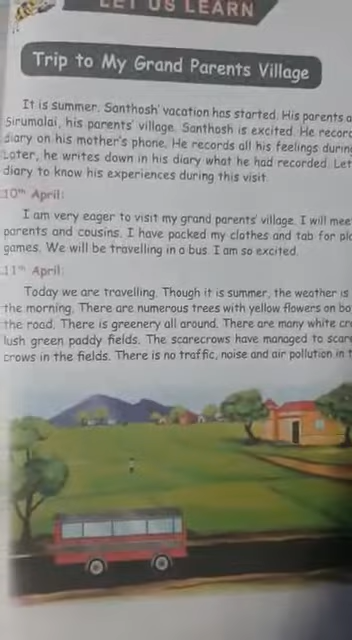 LET US LEARN
Trip to My Grand Parents Village
It is summer. Santhosh' vacation has started. His parents
Sirumalai, his parents' village. Santhosh is excited. He
diary on his mother's phone. He records all his feelings
Later, he writes down in his diary what he had recorded. Let
diary to know his experiences during this visit.
10th April:
I am very eager to visit my grand parents' village. I will
parents and cousins. I have packed my clothes and tab for
games. We will be travelling in a bus. I am so excited.
11th April:
Today we are travelling. Though it is summer, the weather is
the morning. There are numerous trees with yellow flowers on
the road. There is greenery all around. There are many white
lush green paddy fields. The scarecrows have managed to
crows in the fields. There is no traffic, noise and air pollution in